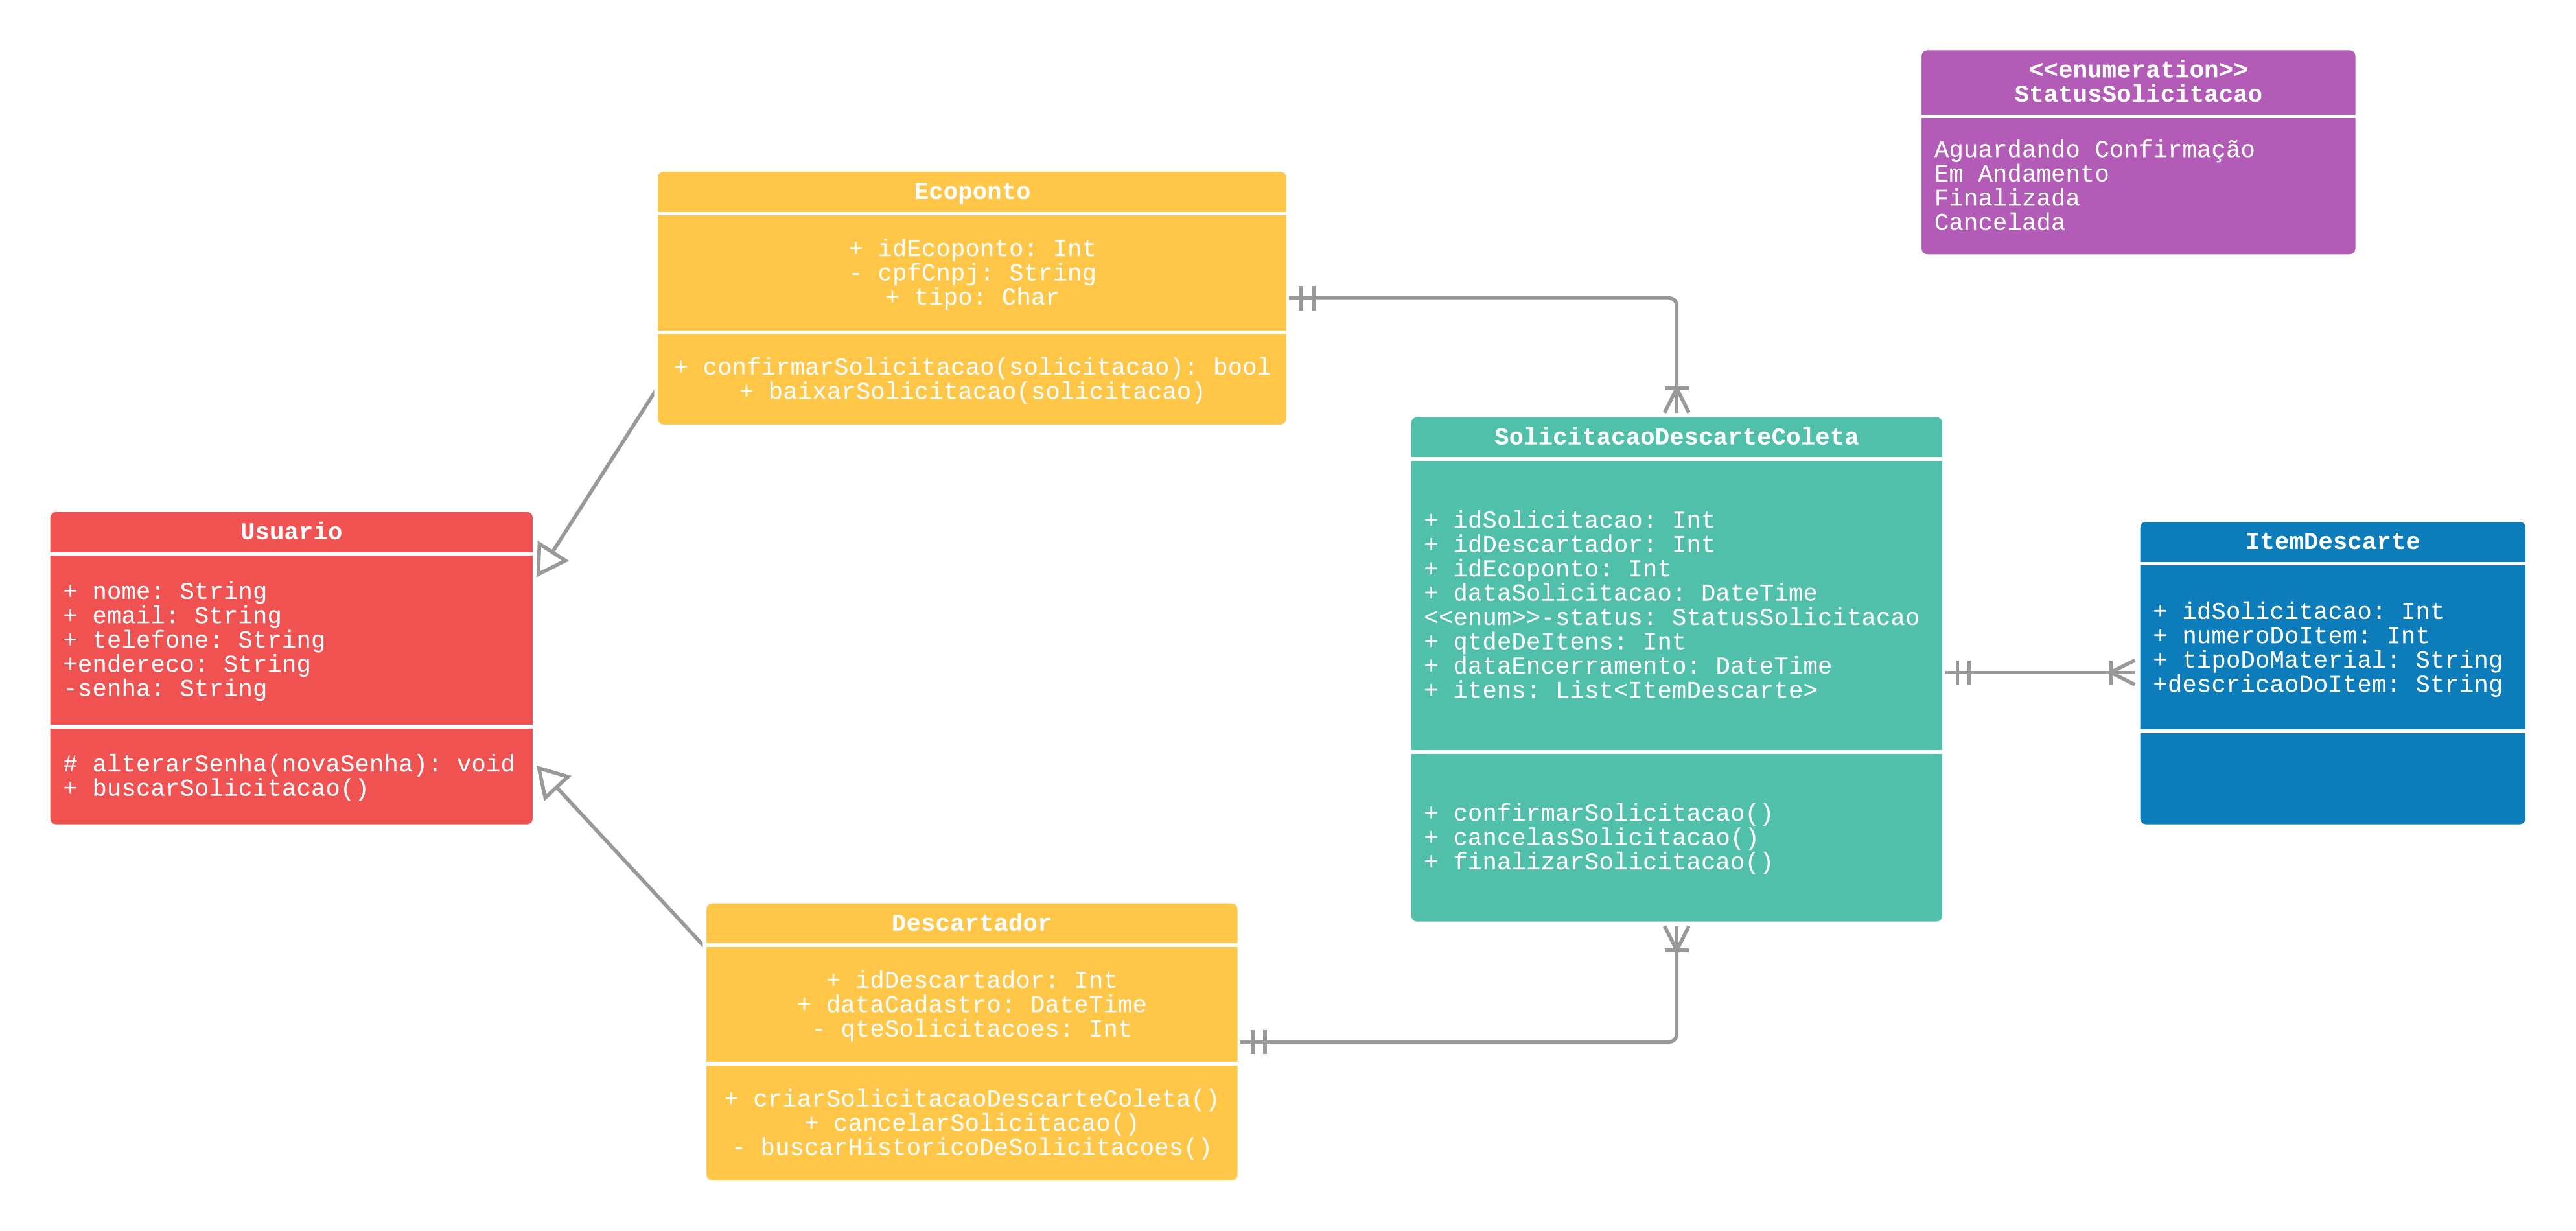 <<enumeration>>
StatusSolicitacao
Aguardando Confirmação
Em Andamento
Finalizada
Cancelada
Ecoponto
+ idEcoponto: Int
- cpfCnpj: String
+ tipo: Char
+ confirmarSolicitacao(solicitacao): bool
+ baixarSolicitacao(solicitacao)
SolicitacaoDescarteColeta
+ idSolicitacao: Int
+ idDescartador: Int
+ idEcoponto: Int
+ dataSolicitacao: DateTime
<<enum>>-status: StatusSolicitacao
+ qtdeDeItens: Int
+ dataEncerramento: DateTime
+ itens: List<ItemDescarte>
+ confirmarSolicitacao()
+ cancelasSolicitacao()
+ finalizarSolicitacao()
Usuario
+ nome: String
+ email: String
+ telefone: String
+endereco: String
-senha: String
# alterarSenha(novaSenha): void
+ buscarSolicitacao()
ItemDescarte
+ idSolicitacao: Int
+ numeroDoItem: Int
+ tipoDoMaterial: String
+descricaoDoItem: String
Descartador
+ idDescartador: Int
+ dataCadastro: DateTime
- qteSolicitacoes: Int
+ criarSolicitacaoDescarteColeta()
+ cancelarSolicitacao()
- buscarHistoricoDeSolicitacoes()